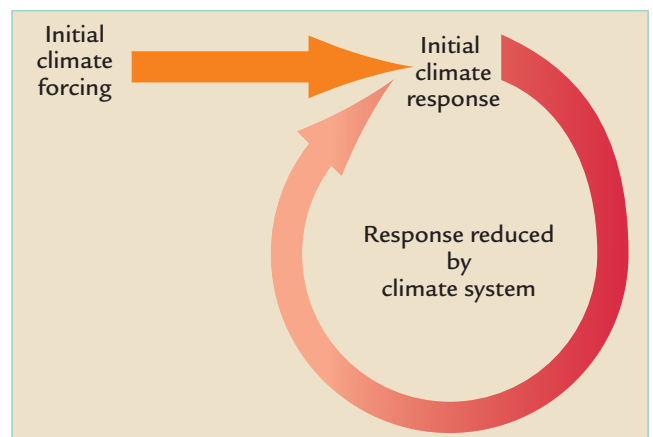 Initial
climate
forcing
Initial
climate
response
Response reduced
by
climate system